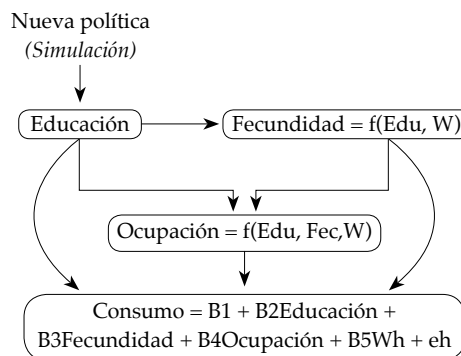 Nueva política
(Simulación)
Educación
Fecundidad = f(Edu, W)
Ocupación = f(Edu, Fec,W)
Consumo = B1 + B2Educación +
B3Fecundidad + B4Ocupación + B5Wh + eh